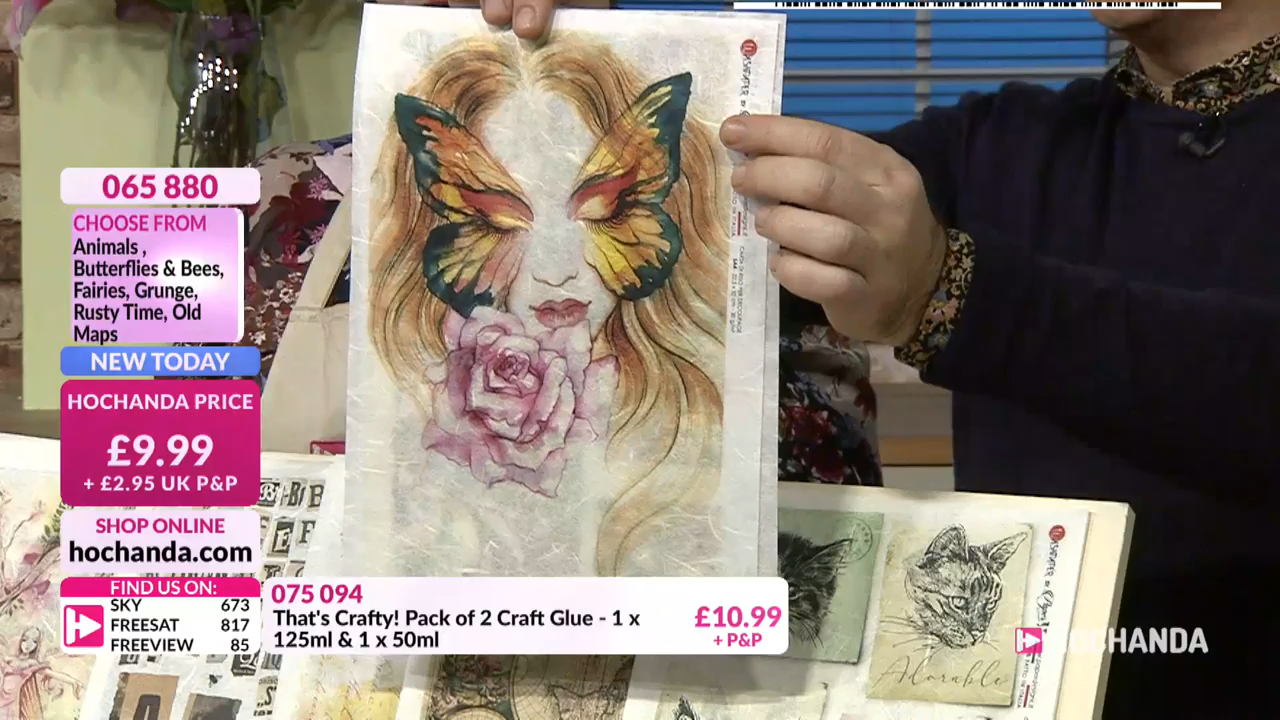 065 880
CHOOSE FROM
Animals ,
Butterflies & Bees,
Fairies, Grunge,
Rusty Time, Old
Maps
NEW TODAY
HOCHANDA PRICE
£9.99
+ £2.95 UK P&P
SHOP ONLINE
hochanda.com
FIND US ON:
SKY 673
FREESAT 817
FREEVIEW 85
075 094
That's Crafty! Pack of 2 Craft Glue - 1 x
125ml & 1 x 50ml
£10.99
+ P&P
Adorable
HOCHANDA